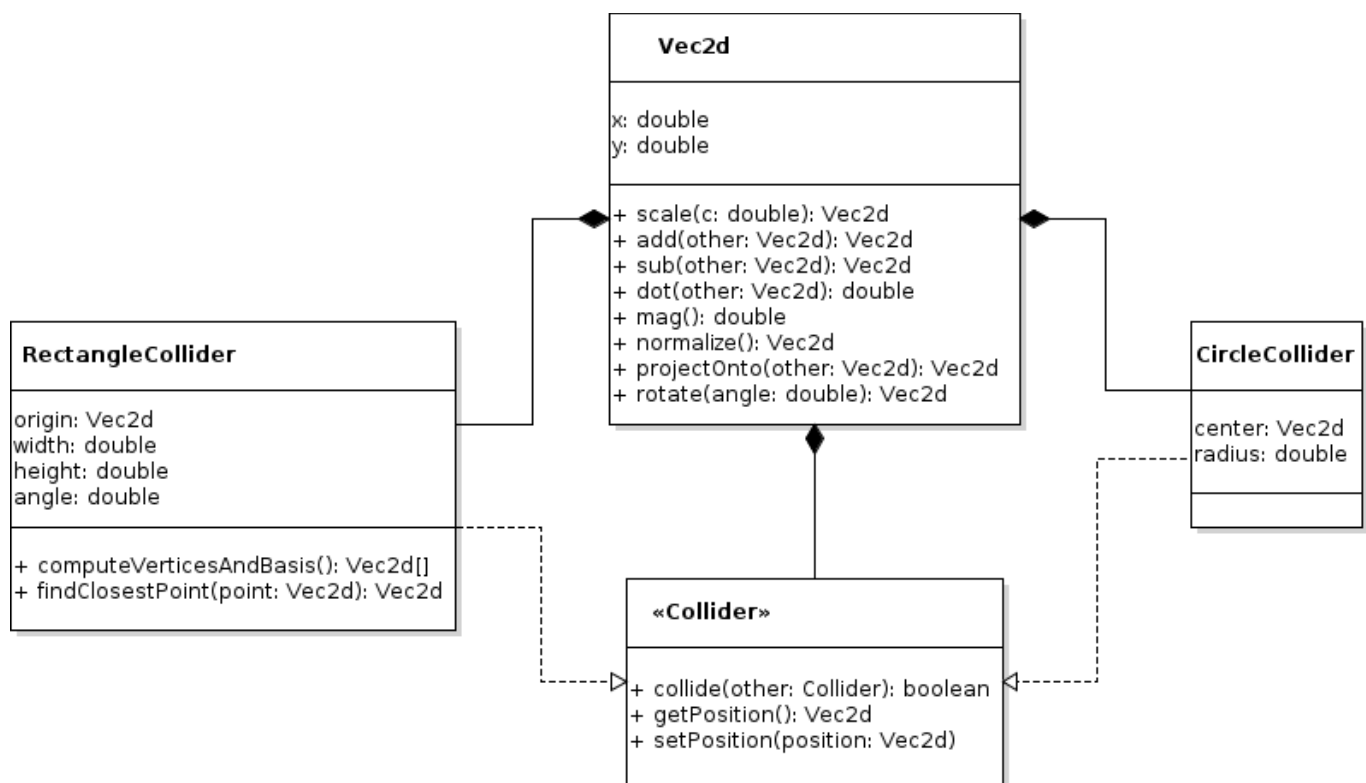 Vec2d
x: double
y: double
+ scale(c: double): Vec2d
+ add(other: Vec2d): Vec2d
+ sub(other: Vec2d): Vec2d
+ dot(other: Vec2d): double
+ mag(): double
+ normalize(): Vec2d
+ projectOnto(other: Vec2d): Vec2d
+ rotate(angle: double): Vec2d
RectangleCollider
origin: Vec2d
width: double
height: double
angle: double
+ computeVerticesAndBasis(): Vec2d[]
+ findClosestPoint(point: Vec2d): Vec2d
CircleCollider
center: Vec2d
radius: double
«Collider»
+ collide(other: Collider): boolean
+ getPosition(): Vec2d
+ setPosition(position: Vec2d)